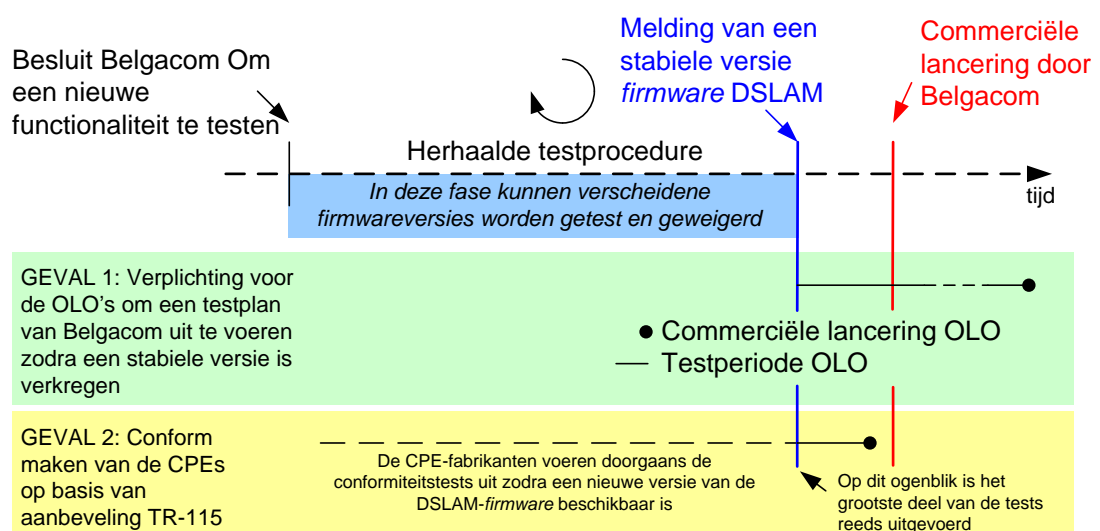 Besluit Belgacom Om
een nieuwe
functionaliteit te testen
Melding van een
stabiele versie
firmware DSLAM
Commerciële
lancering door
Belgacom
Herhaalde testprocedure
tijd
In deze fase kunnen verscheidene
firmwareversies worden getest en geweigerd
GEVAL 1: Verplichting voor
de OLO's om een testplan
van Belgacom uit te voeren
zodra een stabiele versie is
verkregen
Commerciële lancering OLO
Testperiode OLO
GEVAL 2: Conform
maken van de CPEs
op basis van
aanbeveling TR-115
De CPE-fabrikanten voeren doorgaans de
conformiteitstests uit zodra een nieuwe versie van de
DSLAM-firmware beschikbaar is
Op dit ogenblik is het
grootste deel van de tests
reeds uitgevoerd